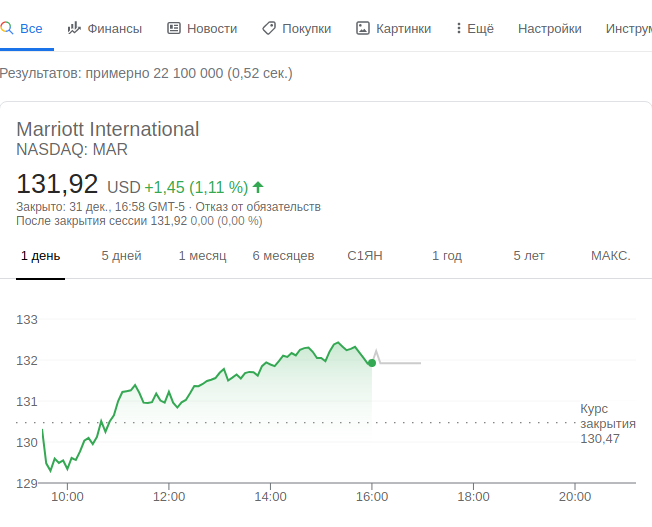 Все Финансы Новости Покупки Картинки Ещё Настройки Инструм
Результатов: примерно 22 100 000 (0,52 сек.)
Marriott International
NASDAQ: MAR
131,92 USD +1,45 (1,11 %)
Закрыто: 31 дек., 16:58 GMT-5 · Отказ от обязательств
После закрытия сессии 131,92 0,00 (0,00 %)
1 день 5 дней 1 месяц 6 месяцев С1ЯН 1 год 5 лет МАКС.
133
132
131
Курс
закрытия
130,47
130
129
10:00 12:00 14:00 16:00 18:00 20:00